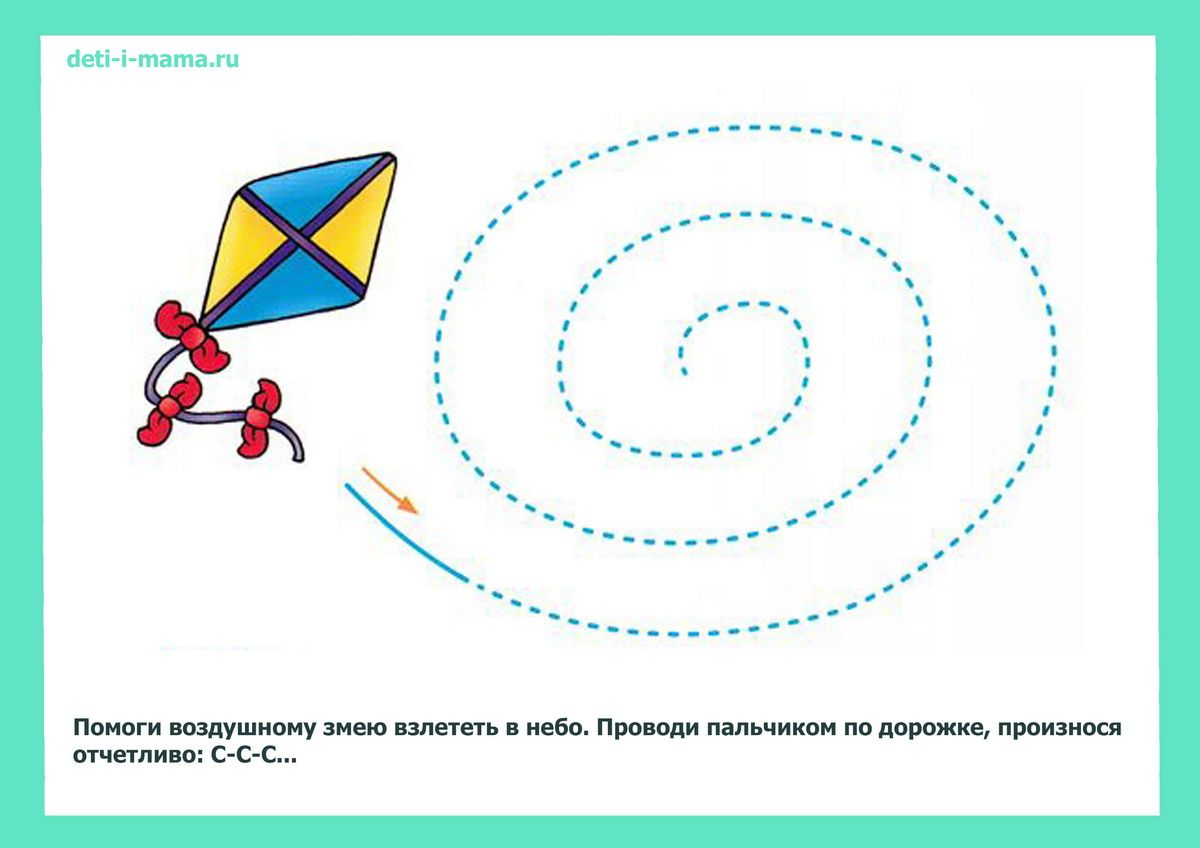 deti-i-mama.ru
Помоги воздушному змею взлететь в небо. Проводи пальчиком по дорожке, произнося
отчетливо: С-С-С...